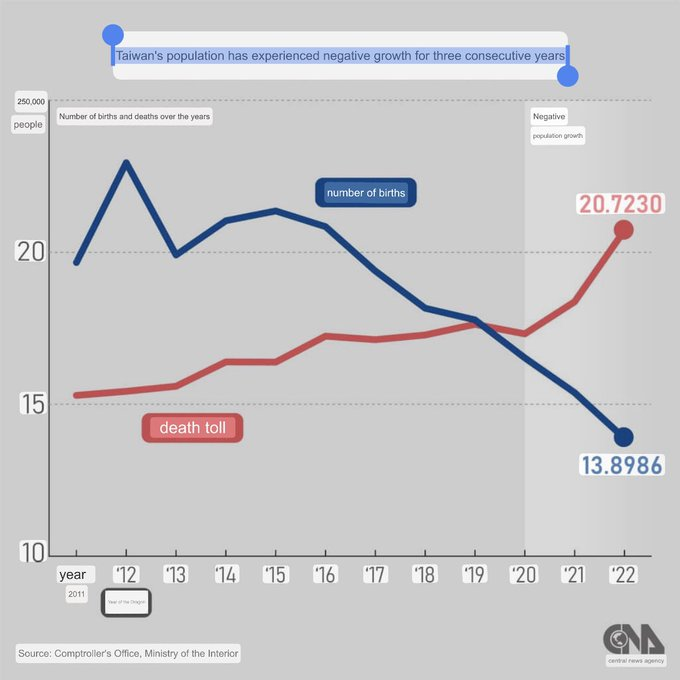 Taiwan's population has experienced negative growth for three consecutive years
250,000
people
Number of births and deaths over the years
Negative
population growth
number of births
20.7230
20
15
death toll
13.8986
10
year
2011
'12
'13
'14
'15
'16
'17
'18
'19
'20
'21
'22
Year of the Dragon
Source: Comptroller's Office, Ministry of the Interior
CNA
central news agency